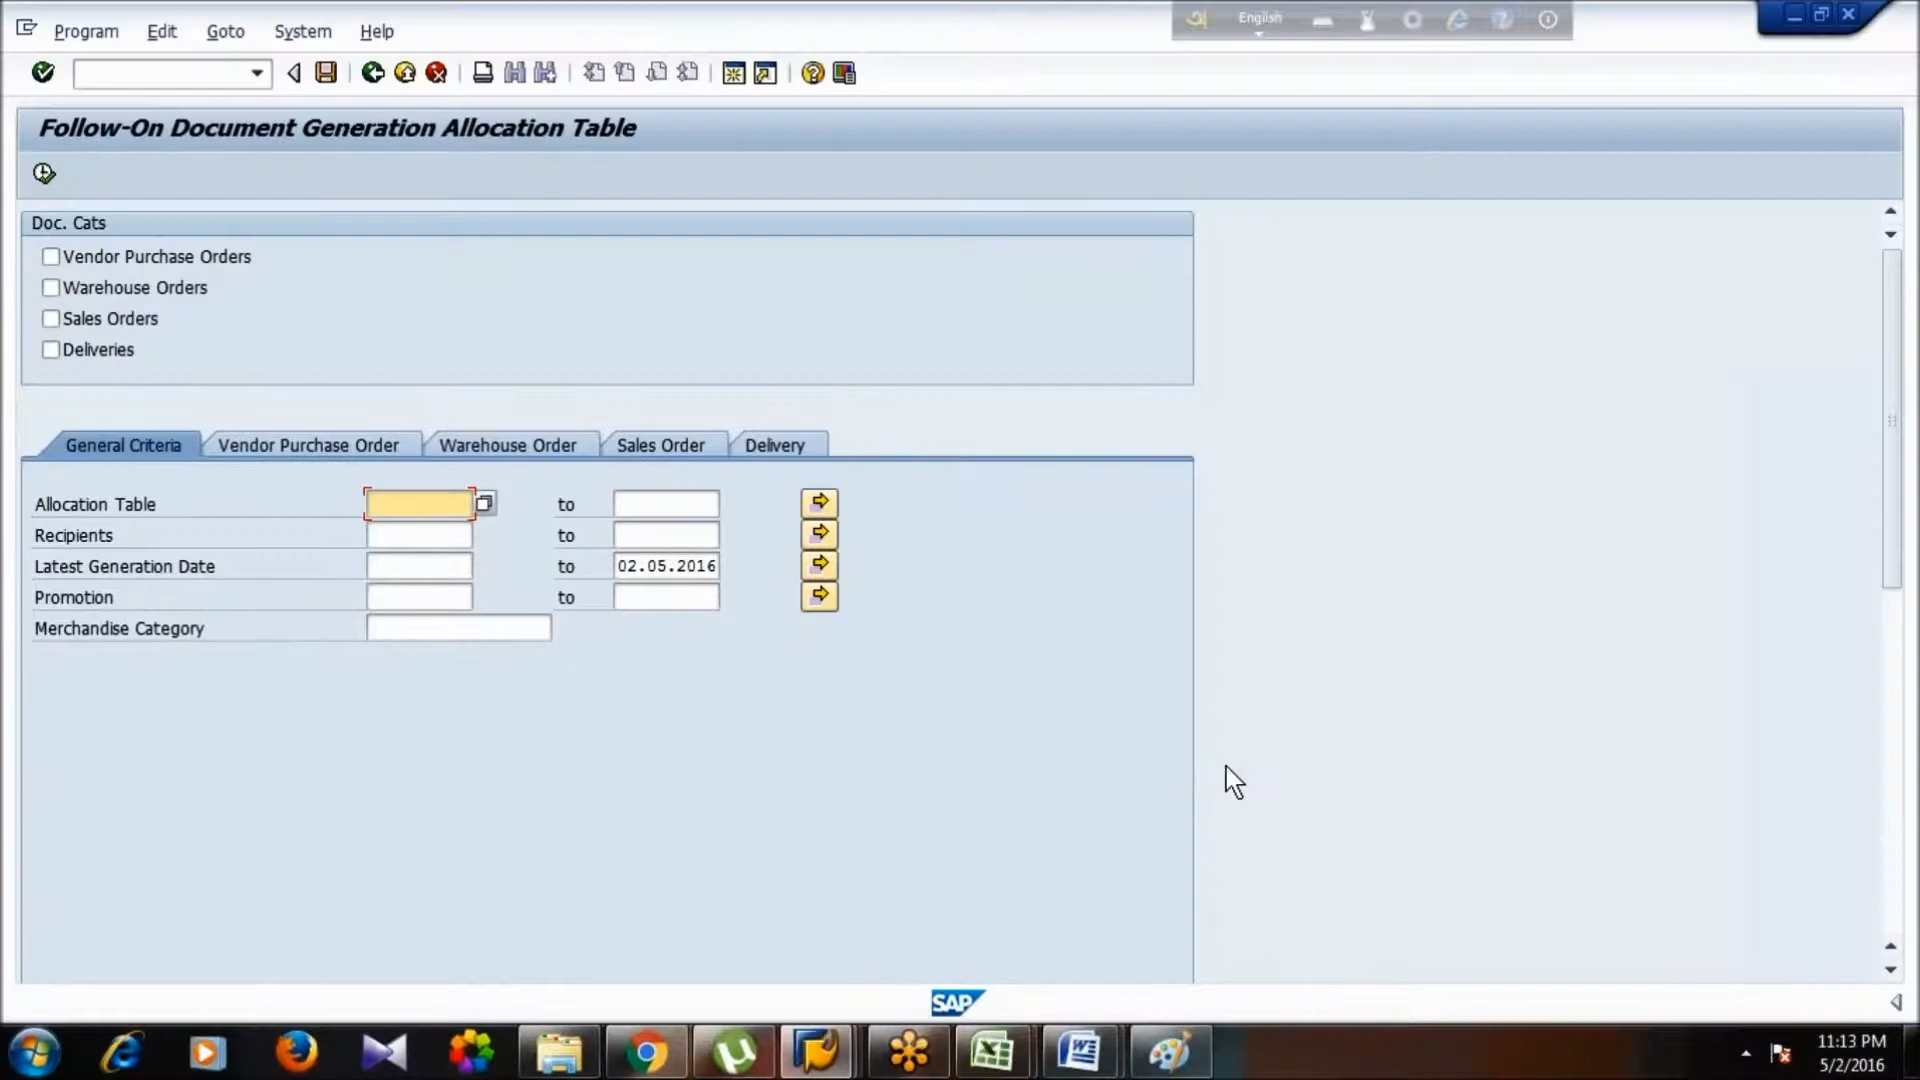 Program Edit Goto System Help
English
Follow-On Document Generation Allocation Table
Doc. Cats
Vendor Purchase Orders
Warehouse Orders
Sales Orders
Deliveries
General Criteria Vendor Purchase Order Warehouse Order Sales Order Delivery
Allocation Table to
Recipients to
Latest Generation Date to 02.05.2016
Promotion to
Merchandise Category
SAP
11:13 PM
5/2/2016